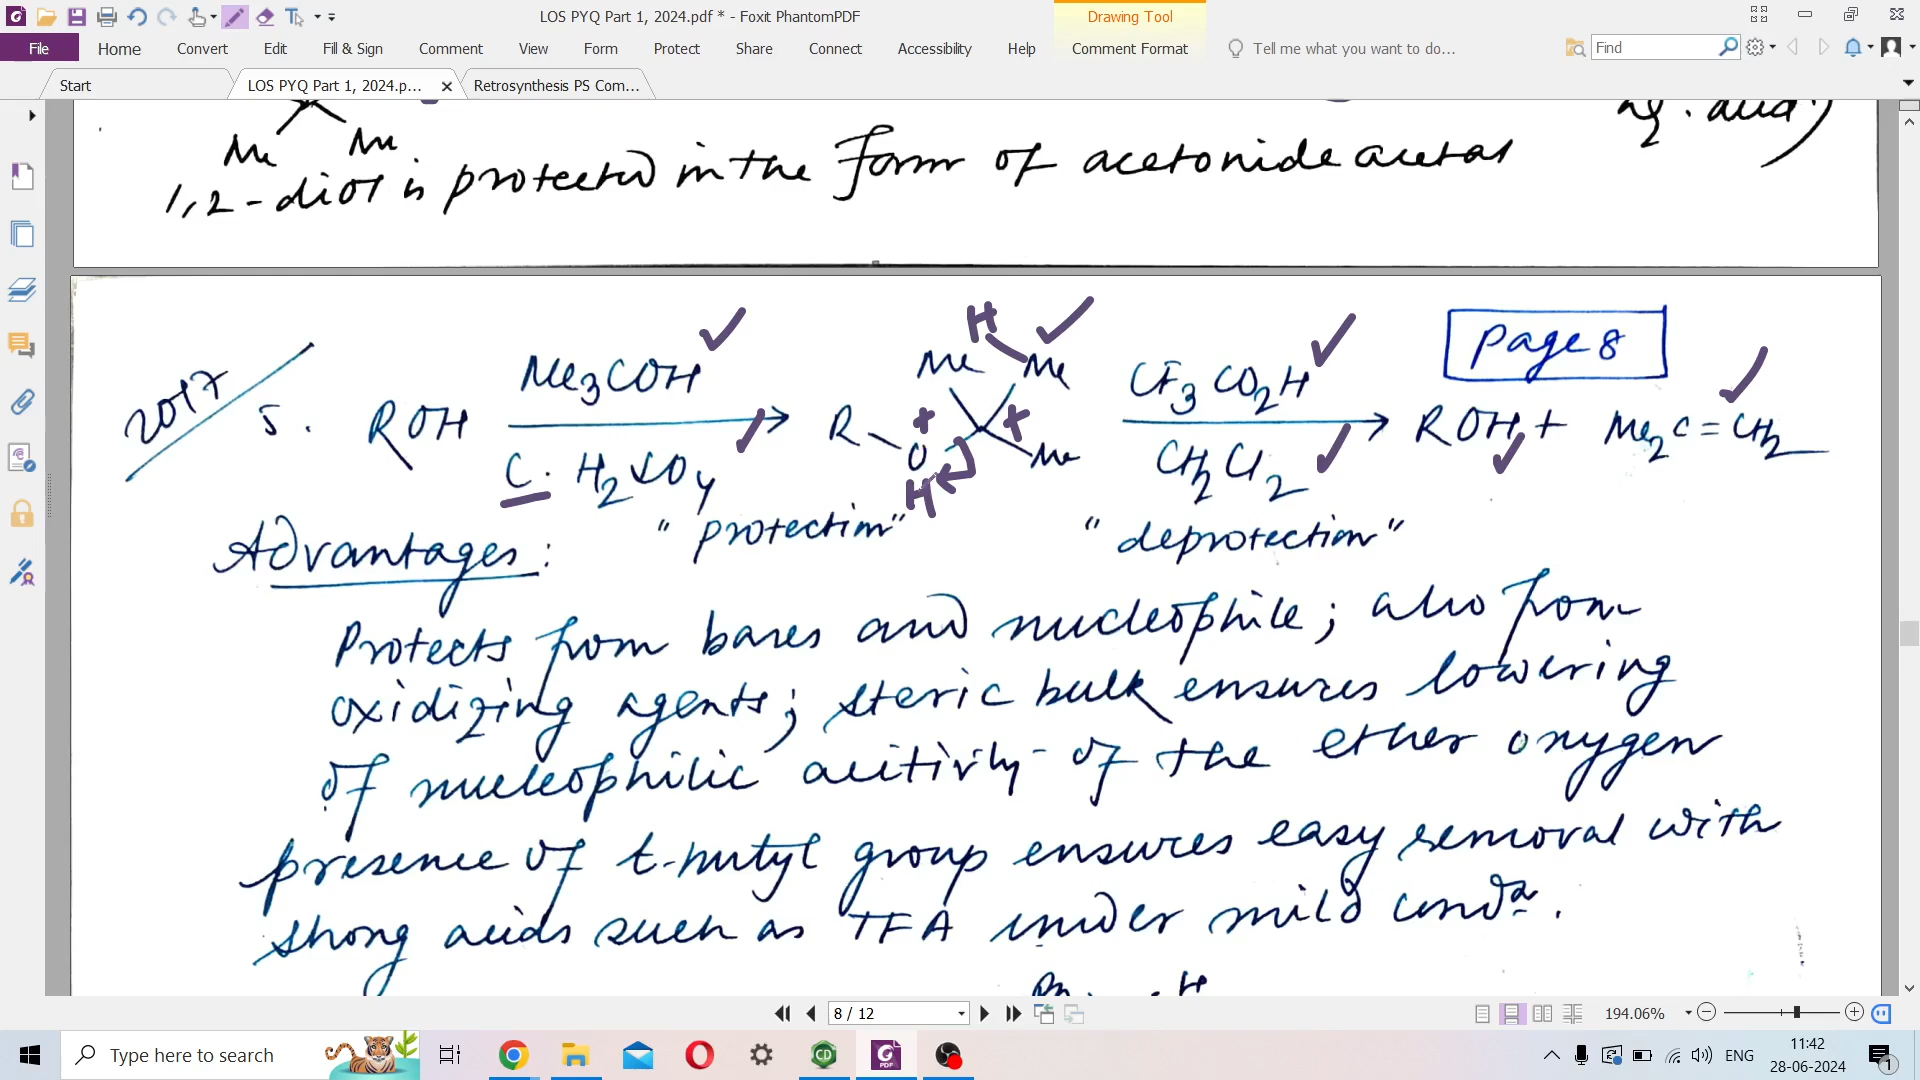 LOS PYQ Part 1, 2024.pdf * - Foxit PhantomPDF
Drawing Tool
File Home Convert Edit Fill & Sign Comment View Form Protect Share Connect Accessibility Help Comment Format Tell me what you want to do... Find
Start LOS PYQ Part 1, 2024.p... Retrosynthesis PS Com...
Me Me
1,2-diol is protected in the form of acetonide acetal
Page 8
2017
5. ROH Me3COH C. H2SO4 R O Me Me Me H H + + CF3CO2H CH2Cl2 ROH + Me2C=CH2
"protection" "deprotection"
Advantages:
Protects from bases and nucleophile; also from
oxidizing agents; steric bulk ensures lowering
of nucleophilic activity of the ether oxygen
presence of t-butyl group ensures easy removal with
strong acids such as TFA under mild condn.
H
8 / 12
194.06%
Type here to search
ENG
11:42
28-06-2024
1